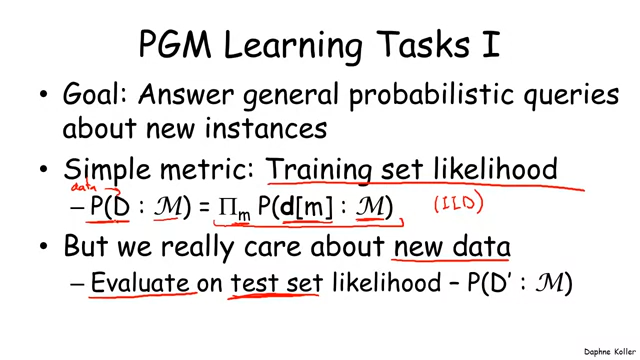 PGM Learning Tasks I
• Goal: Answer general probabilistic queries
about new instances
• Simple metric: Training set likelihood
data
– P(D : ℳ) = Πm P(d[m] : ℳ) (IID)
• But we really care about new data
– Evaluate on test set likelihood – P(D' : ℳ)
Daphne Koller